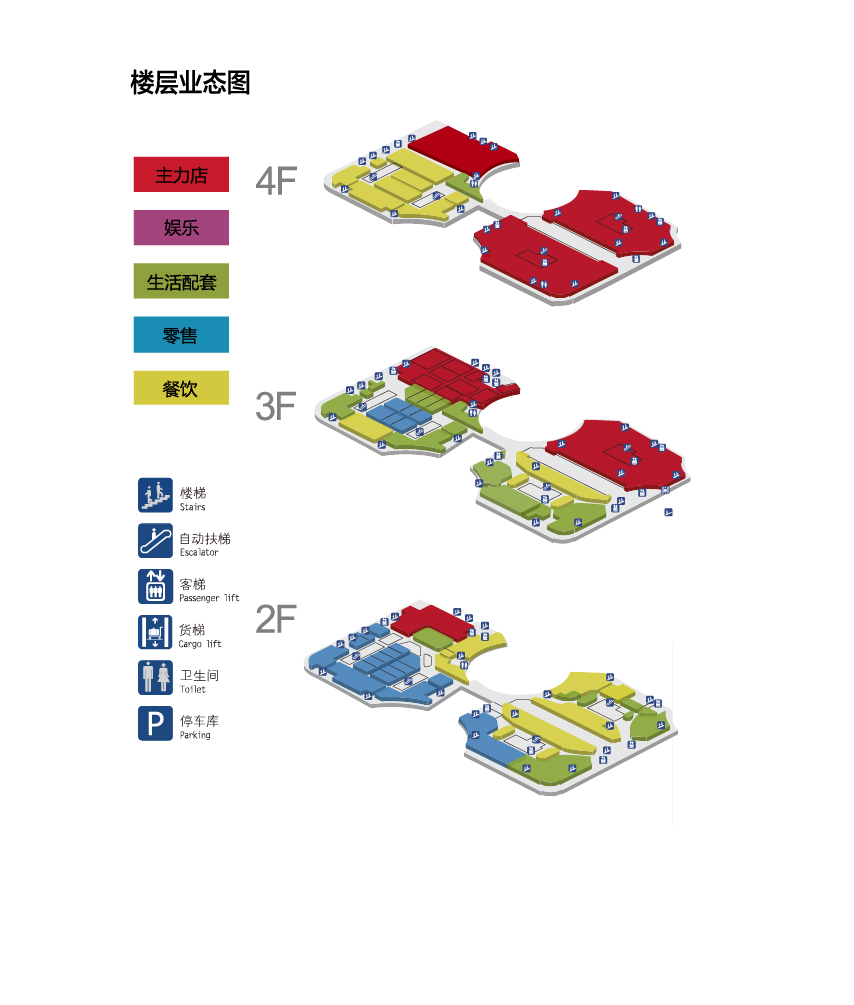 楼层业态图
主力店
娱乐
生活配套
零售
餐饮
4F
3F
2F
楼梯
Stairs
自动扶梯
Escalator
客梯
Passenger lift
货梯
Cargo lift
卫生间
Toilet
P
停车库
Parking